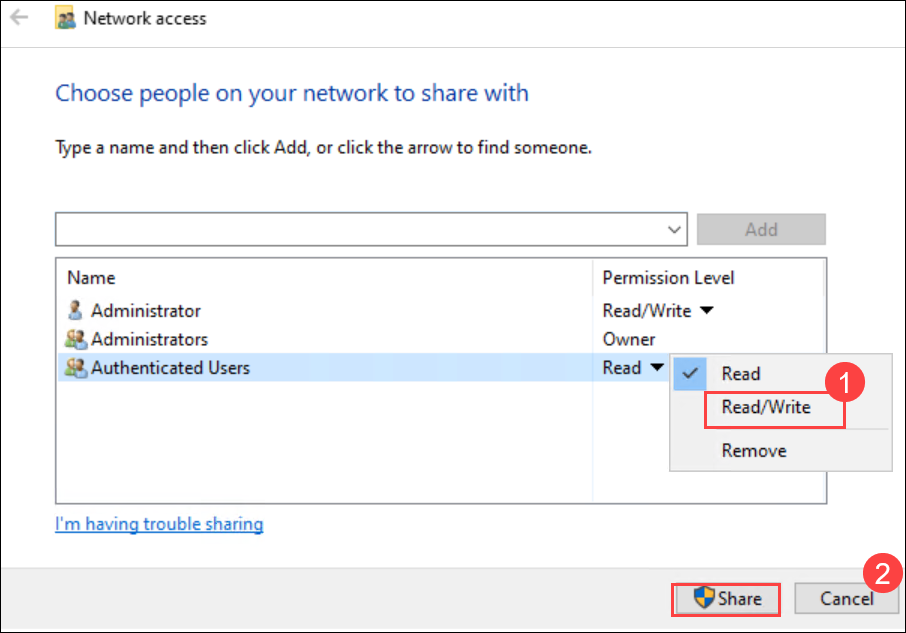 Network access
Choose people on your network to share with
Type a name and then click Add, or click the arrow to find someone.
Add
Name Permission Level
Administrator Read/Write
Administrators Owner
Authenticated Users Read
Read
1
Read/Write
Remove
I'm having trouble sharing
2
Share Cancel